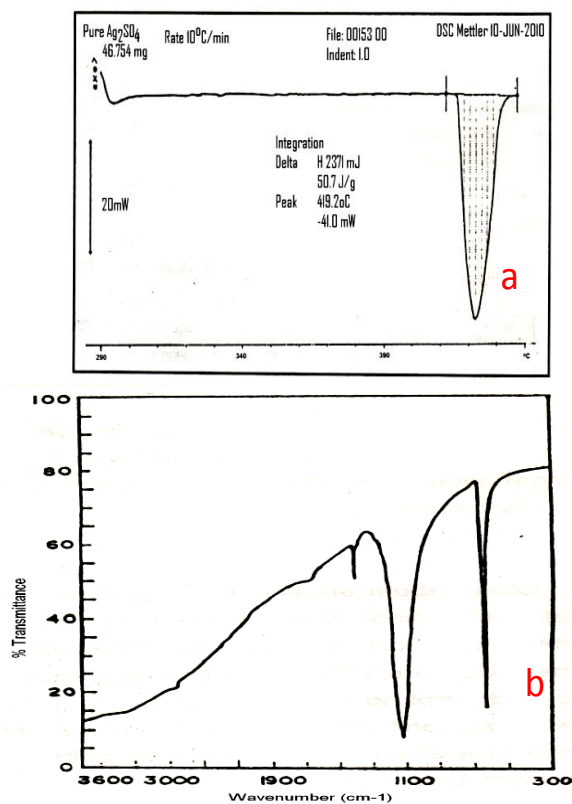 Pure Ag2SO4 Rate 10⁰C/min File: 00153 00 DSC Mettler 10-JUN-2010
46.754 mg Indent: 1.0
Integration
Delta H 2371 mJ
50.7 J/g
Peak 419.2oC
-41.0 mW
20mW
a
290 340 390 °C
100
80
60
40
20
0
% Transmittance
b
3600 3000 1900 1100 300
Wavenumber (cm-1)